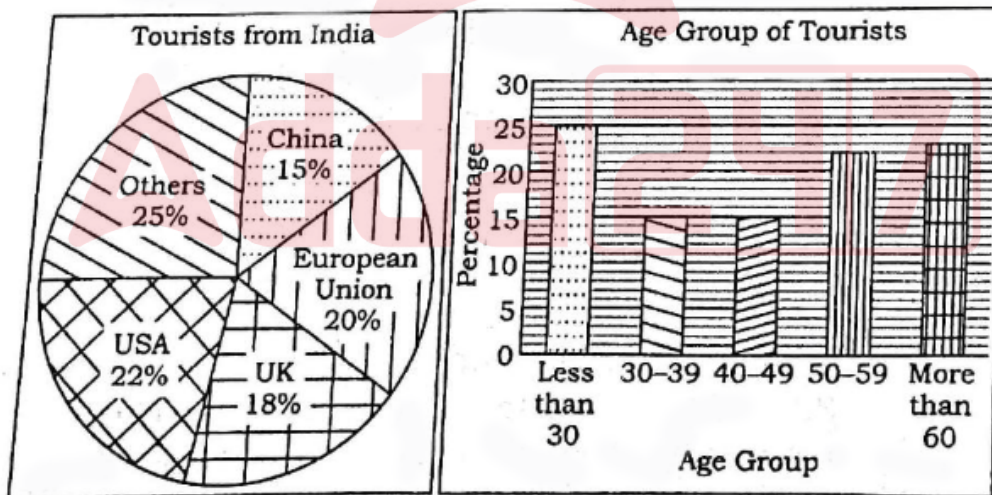 Tourists from India
China
15%
European
Union
20%
UK
18%
USA
22%
Others
25%
Age Group of Tourists
Percentage
30
25
20
15
10
5
0
Less than 30
30–39
40–49
50–59
More than 60
Age Group
Adda247